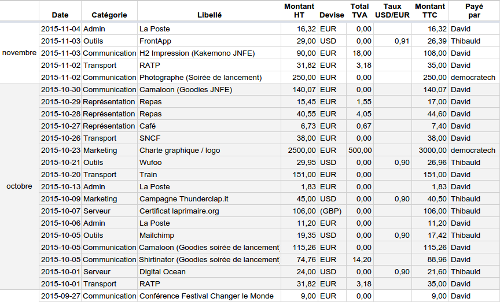 Date Catégorie Libellé Montant HT Devise Total TVA Taux USD/EUR Montant TTC Payé par
novembre
2015-11-04 Admin La Poste 16,32 EUR 0.00 16,32 David
2015-11-03 Outils FrontApp 29,00 USD 0.00 0,91 26,39 Thibauld
2015-11-03 Communication H2 Impression (Kakemono JNFE) 90,00 EUR 18,00 108,00 David
2015-11-02 Transport RATP 31,82 EUR 3,18 35,00 David
2015-11-02 Communication Photographe (Soirée de lancement) 250,00 EUR 0,00 250,00 democratech
octobre
2015-10-30 Communication Camaloon (Goodies JNFE) 140,07 EUR 0,00 140,07 David
2015-10-29 Représentation Repas 15,45 EUR 1,55 17,00 David
2015-10-28 Représentation Repas 40,55 EUR 4,05 44,60 David
2015-10-27 Représentation Café 6,73 EUR 0,67 7,40 David
2015-10-26 Transport SNCF 38,00 EUR 0,00 38,00 David
2015-10-23 Marketing Charte graphique / logo 2500,00 EUR 500,00 3000,00 democratech
2015-10-21 Outils Wufoo 29,95 USD 0,00 0,90 26,96 Thibauld
2015-10-20 Transport Train 151,00 EUR 0,00 151,00 David
2015-10-13 Admin La Poste 1,83 EUR 0,00 1,83 David
2015-10-09 Marketing Campagne Thunderclap.it 45,00 USD 0,00 0,90 40,50 Thibauld
2015-10-07 Serveur Certificat laprimaire.org 106,00 (GBP) 0,00 106,00 Thibauld
2015-10-06 Admin La Poste 11,20 EUR 0,00 11,20 David
2015-10-05 Outils Mailchimp 19,35 USD 0,00 0,90 17,42 Thibauld
2015-10-05 Communication Camaloon (Goodies soirée de lancement 115,26 EUR 0,00 115,26 David
2015-10-05 Communication Shirtinator (Goodies soirée de lancement 74,76 EUR 14.20 88,96 David
2015-10-01 Serveur Digital Ocean 24,00 USD 0,00 0,90 21,60 Thibauld
2015-10-01 Transport RATP 31,82 EUR 3,18 35,00 David
2015-09-27 Communication Conférence Festival Changer le Monde 9,00 EUR 0,00 9,00 David